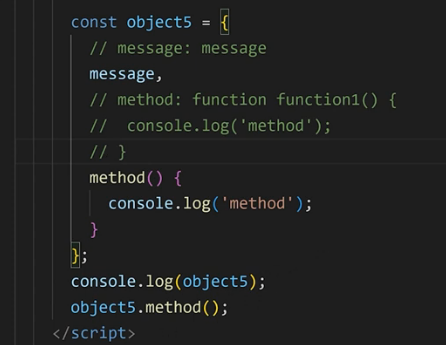 const object5 = {
// message: message
message,
// method: function function1() {
//  console.log('method');
// }
method() {
console.log('method');
}
};
console.log(object5);
object5.method();
</script>